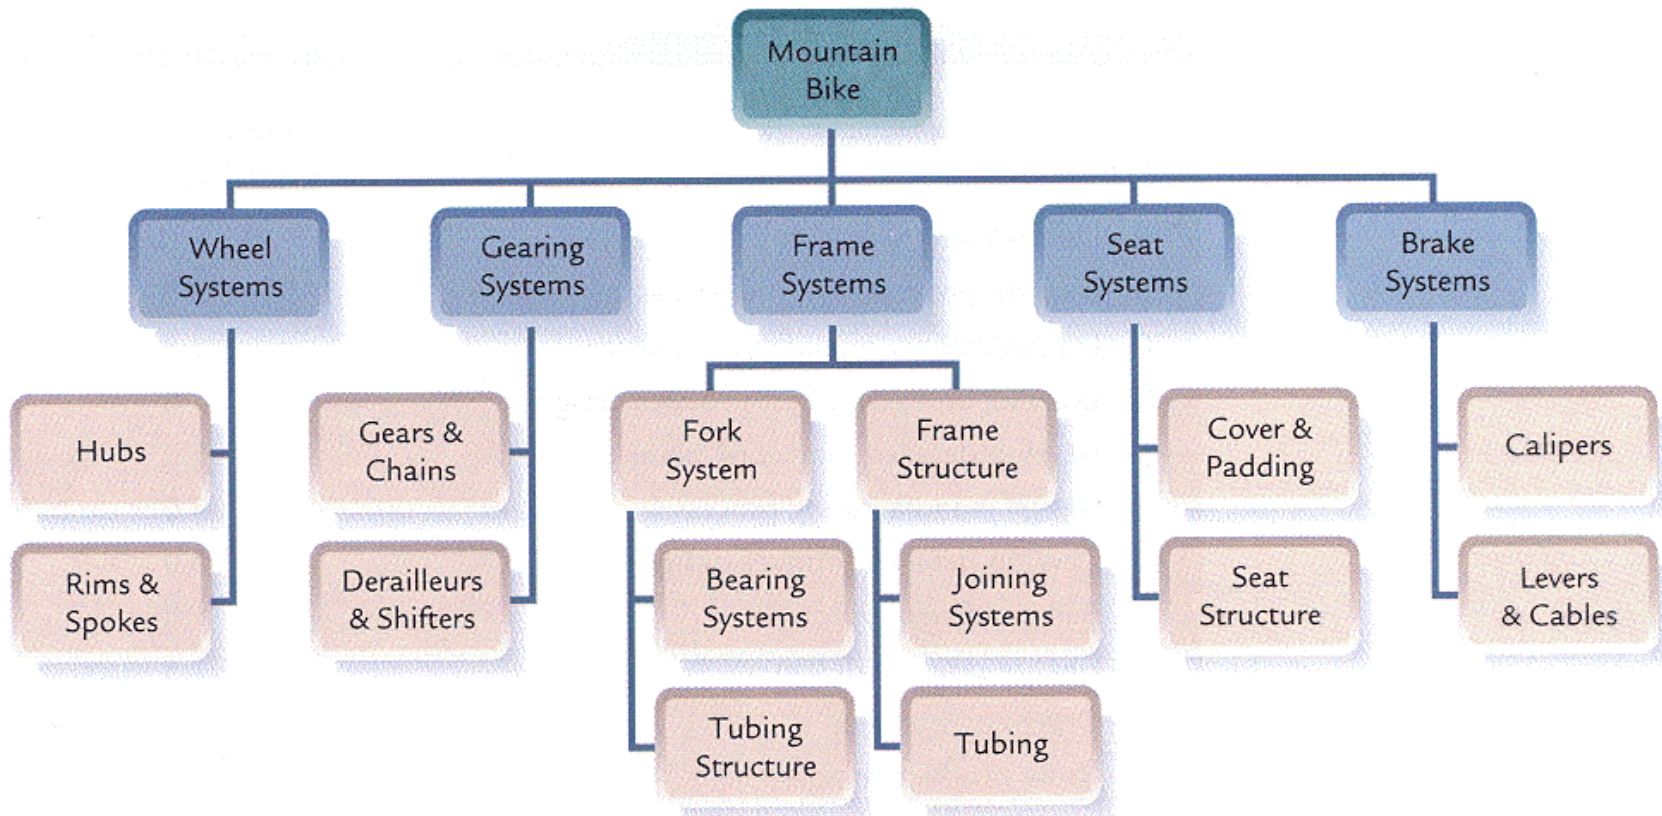 Mountain
Bike
Wheel
Systems
Gearing
Systems
Frame
Systems
Seat
Systems
Brake
Systems
Hubs
Rims &
Spokes
Gears &
Chains
Derailleurs
& Shifters
Fork
System
Bearing
Systems
Tubing
Structure
Frame
Structure
Joining
Systems
Tubing
Cover &
Padding
Seat
Structure
Calipers
Levers
& Cables